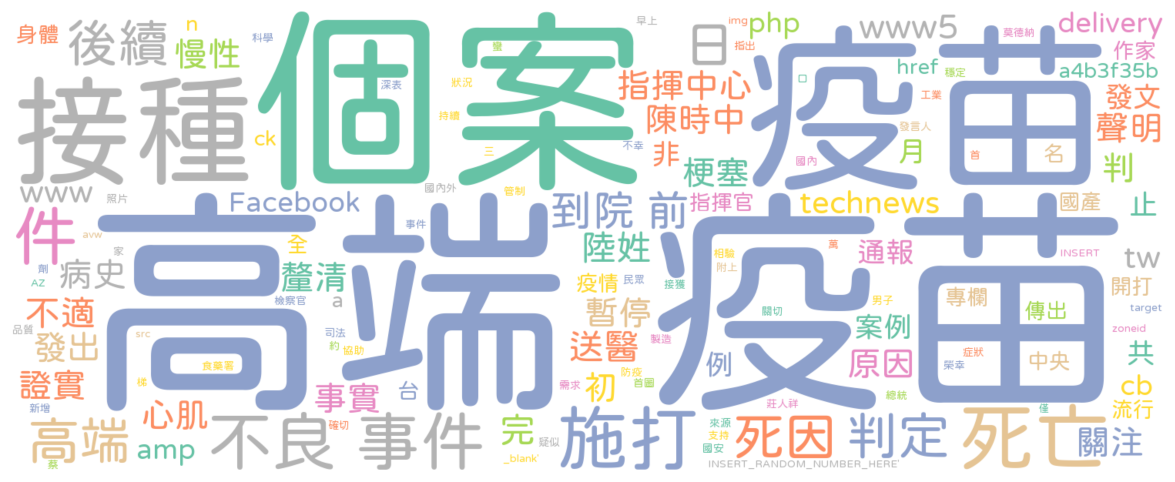 身體 後續 n 慢性 科學 蠻 早上 img 指出 日 php www5 莫德納 delivery 作家
接種 個案 深表 狀況 持續 指揮中心 陳時中 疫苗 口 href 穩定 a4b3f35b 工業 發文
ck 三 不幸 非 梗塞 國內 發言人 月 首 名 聲明 判
www 照片 Facebook 國內外 管制 到院 前 指揮官 technews 國產 止
件 avw 家 全 事件 陸姓 相驗 萬 通報 INSERT tw
劑 AZ 病史 釐清 檢察官 a 疫情 民眾 接獲 附上 男子 專欄 傳出 開打 target
高端 疫苗
品質 不適 發出 src 司法 約 協助 暫停 送醫 製造 關切 案例 症狀 zoneid 共
證實 食藥署 樣 事實 台 需求 初 防疫 首圖 例 原因 榮幸 中央 cb
新增 心肌 確切 莊人祥 總統 僅 流行
高端 amp 不良 事件 完 疑似 施打 來源 支持 國安 死因 判定 死亡 關注
蔡 _blank' INSERT_RANDOM_NUMBER_HERE'